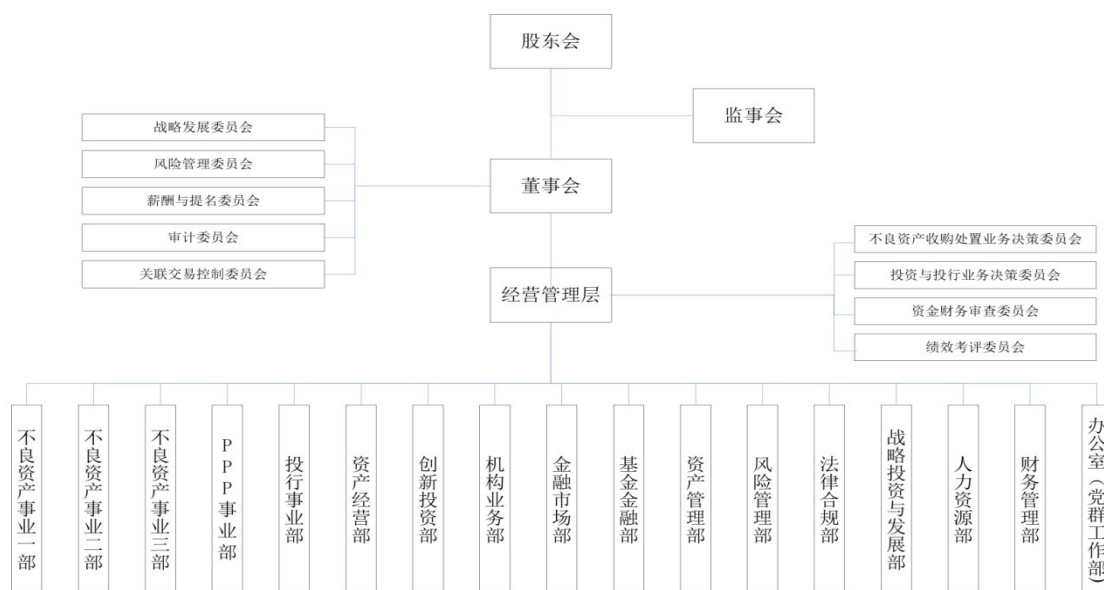 股东会
监事会
战略发展委员会
风险管理委员会
董事会
薪酬与提名委员会
审计委员会
不良资产收购处置业务决策委员会
关联交易控制委员会
投资与投行业务决策委员会
经营管理层
资金财务审查委员会
绩效考评委员会
不良资产事业一部
不良资产事业二部
不良资产事业三部
PPP事业部
投行事业部
资产经营部
创新投资部
机构业务部
金融市场部
基金金融部
资产管理部
风险管理部
法律合规部
战略投资与发展部
人力资源部
财务管理部
办公室（党群工作部）